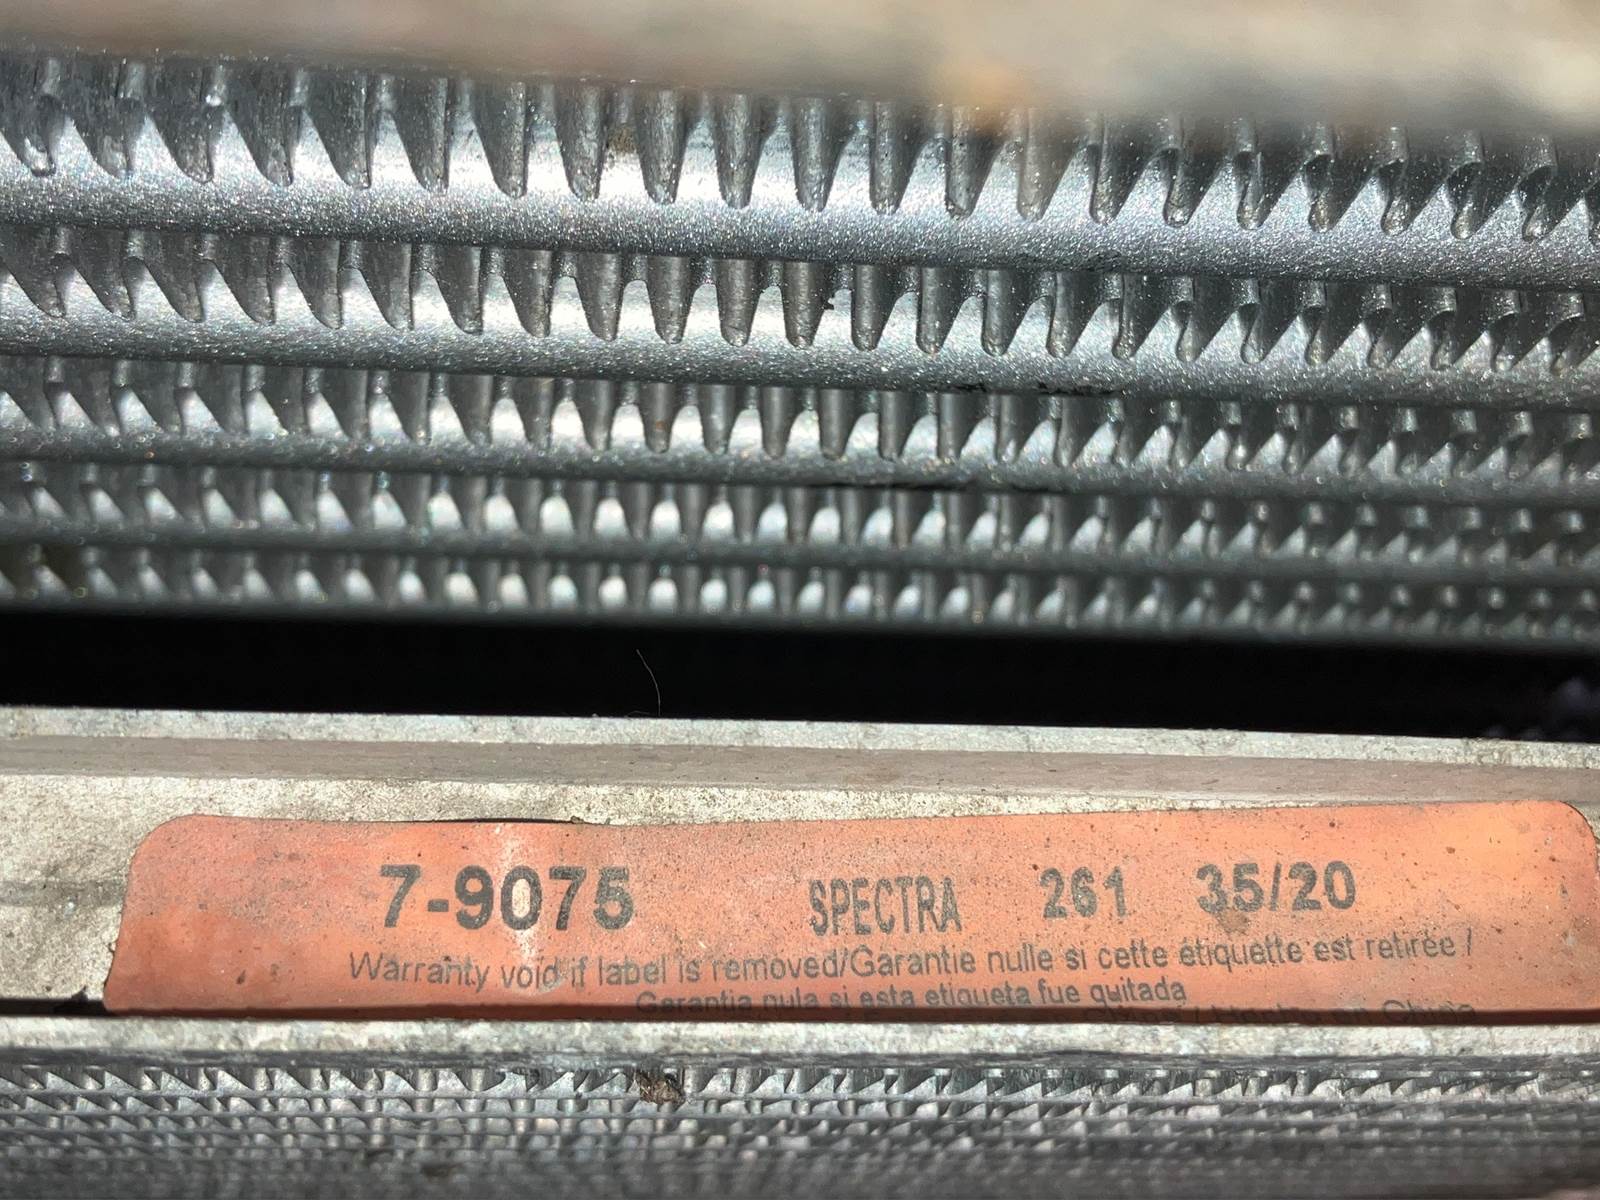 7-9075 SPECTRA 261 35/20
Warranty void if label is removed/Garantie nulle si cette étiquette est retirée /
Garantia nula si esta etiqueta fue quitada